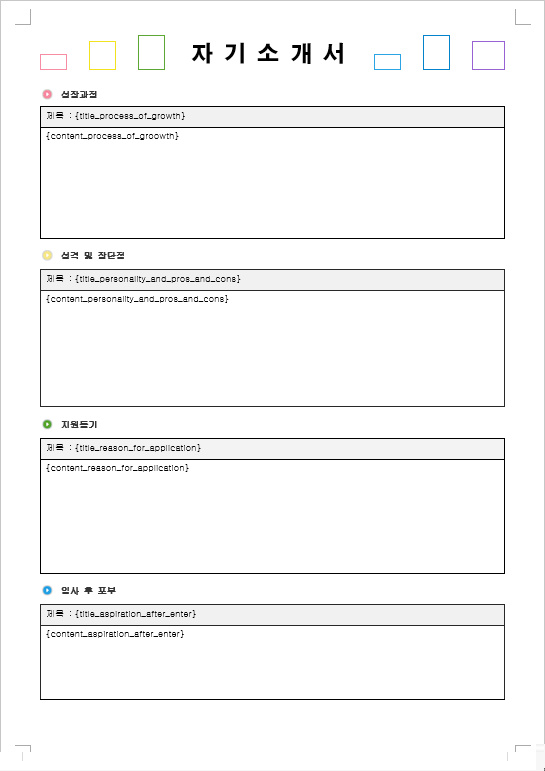 자 기 소 개 서
성장과정
제목 : {title_process_of_growth}
{content_process_of_groowth}
성격 및 장단점
제목 : {title_personality_and_pros_and_cons}
{content_personality_and_pros_and_cons}
지원동기
제목 : {title_reason_for_application}
{content_reason_for_application}
입사 후 포부
제목 : {title_aspiration_after_enter}
{content_aspiration_after_enter}